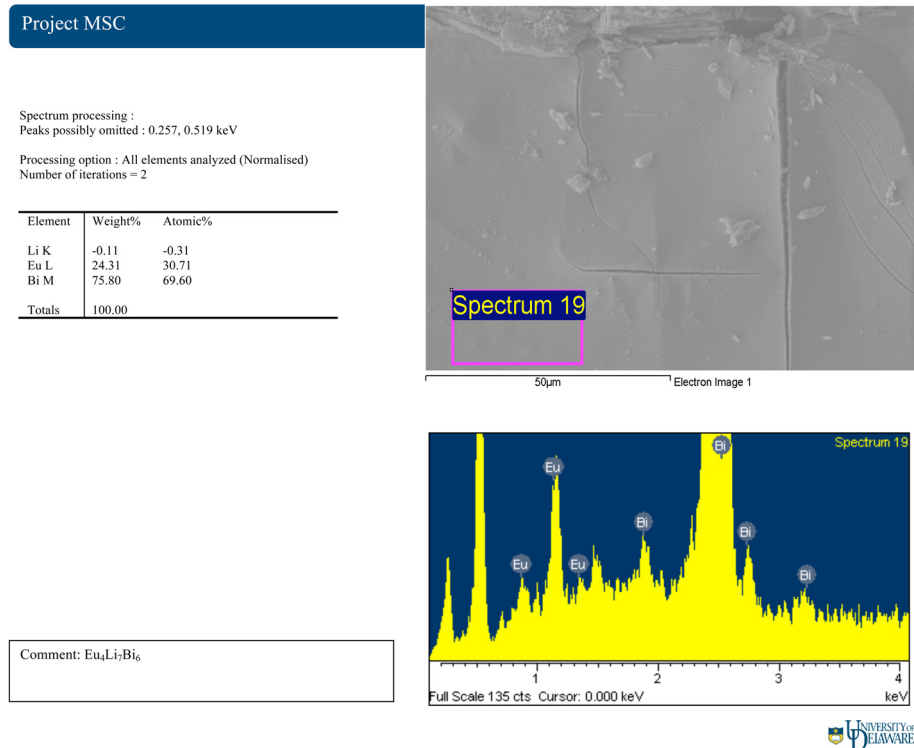 Project MSC
Spectrum processing :
Peaks possibly omitted : 0.257, 0.519 keV
Processing option : All elements analyzed (Normalised)
Number of iterations = 2
Element Weight% Atomic%
Li K -0.11 -0.31
Eu L 24.31 30.71
Bi M 75.80 69.60
Totals 100.00
Spectrum 19
50µm Electron Image 1
Spectrum 19
Bi
Eu
Bi
Bi
Eu Eu
Bi
1 2 3 4
Full Scale 135 cts Cursor: 0.000 keV keV
Comment: Eu₄Li₇Bi₆
UNIVERSITY OF
DELAWARE